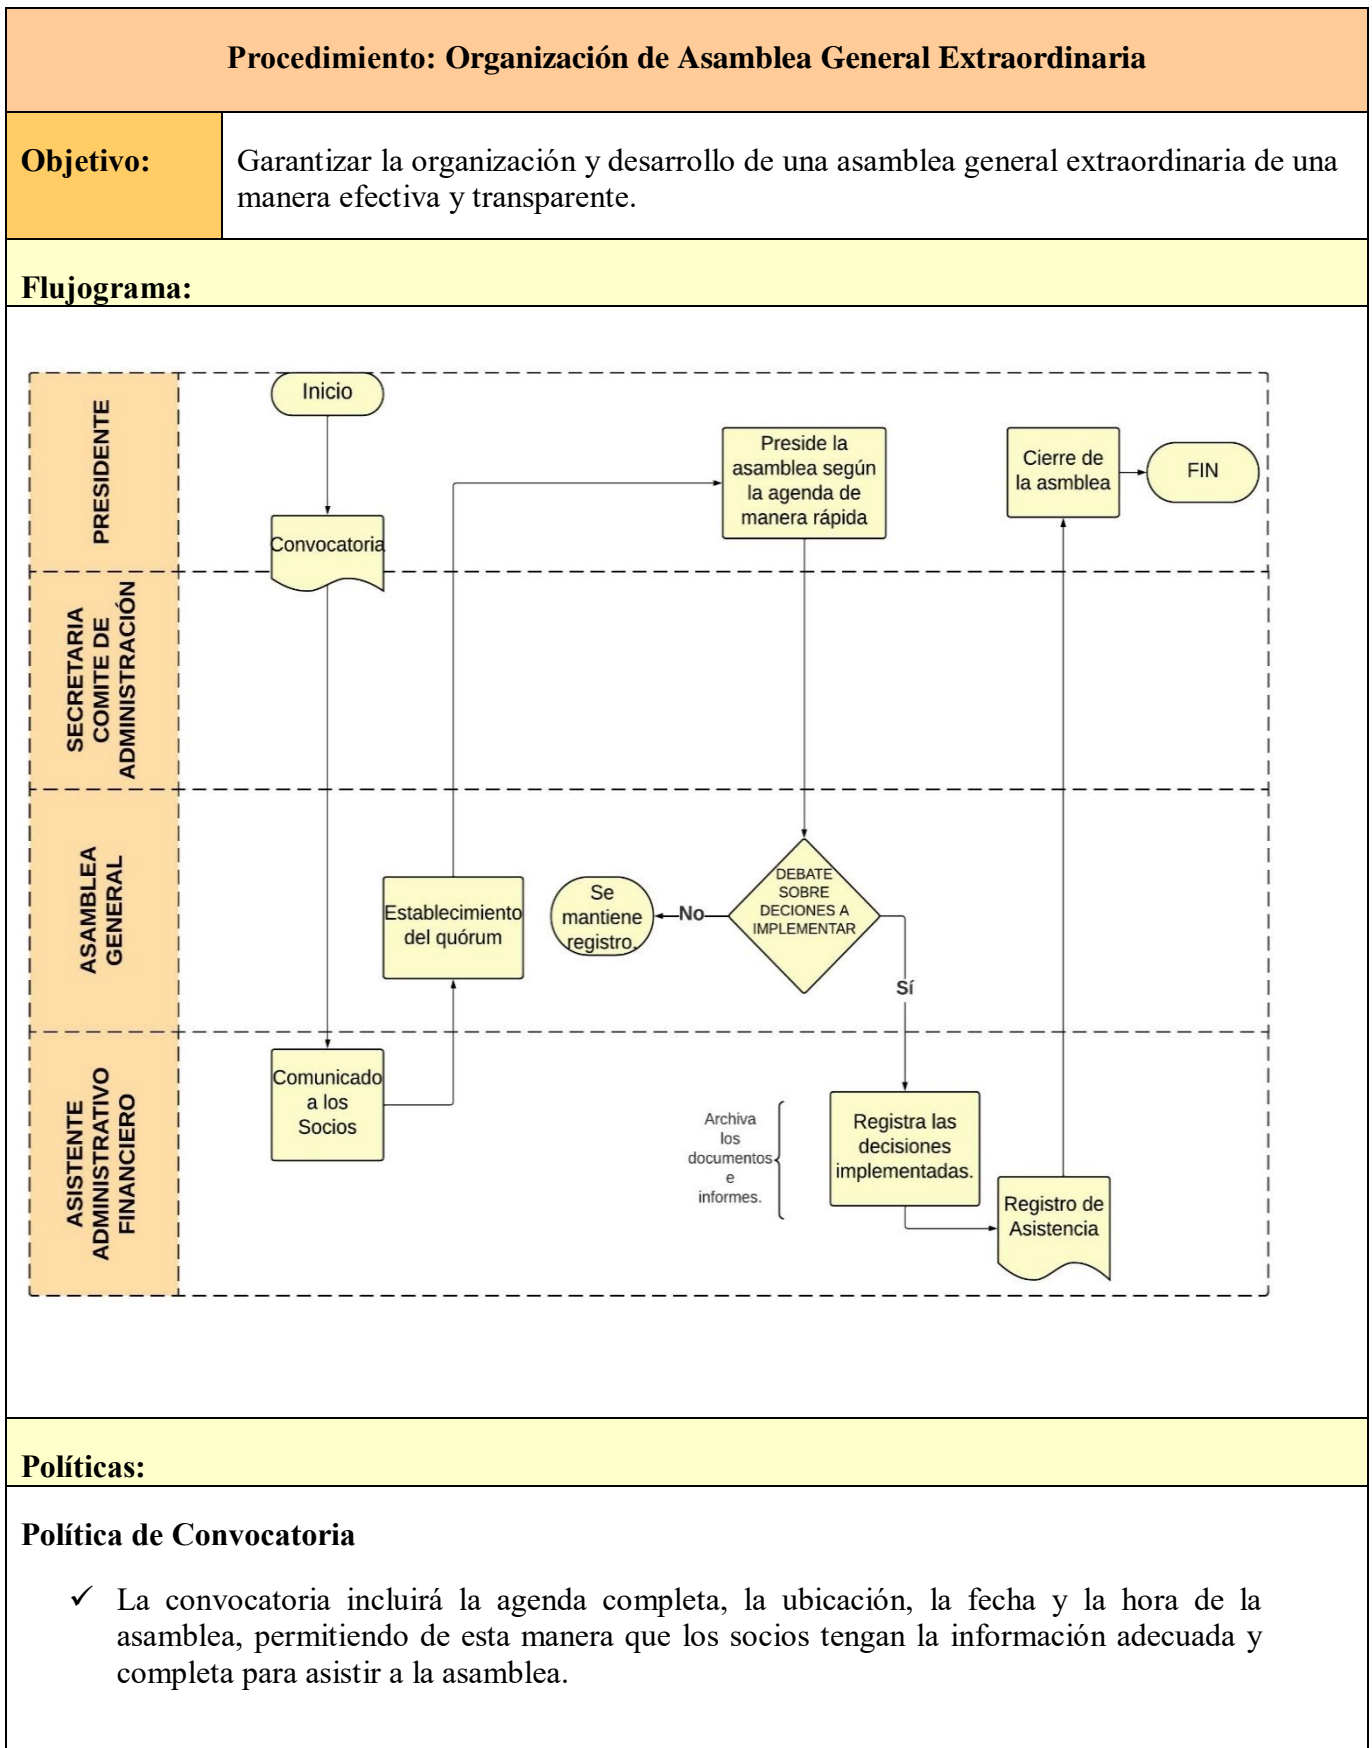 Procedimiento: Organización de Asamblea General Extraordinaria
Objetivo:
Garantizar la organización y desarrollo de una asamblea general extraordinaria de una
manera efectiva y transparente.
Flujograma:
PRESIDENTE
Inicio
Convocatoria
Preside la
asamblea según
la agenda de
manera rápida
Cierre de
la asmblea
FIN
SECRETARIA
COMITE DE
ADMINISTRACIÓN
ASAMBLEA
GENERAL
Establecimiento
del quórum
Se
mantiene
registro.
No
DEBATE
SOBRE
DECIONES A
IMPLEMENTAR
Sí
ASISTENTE
ADMINISTRATIVO
FINANCIERO
Comunicado
a los
Socios
Archiva
los
documentos
e
informes.
Registra las
decisiones
implementadas.
Registro de
Asistencia
Políticas:
Política de Convocatoria
✓ La convocatoria incluirá la agenda completa, la ubicación, la fecha y la hora de la
asamblea, permitiendo de esta manera que los socios tengan la información adecuada y
completa para asistir a la asamblea.